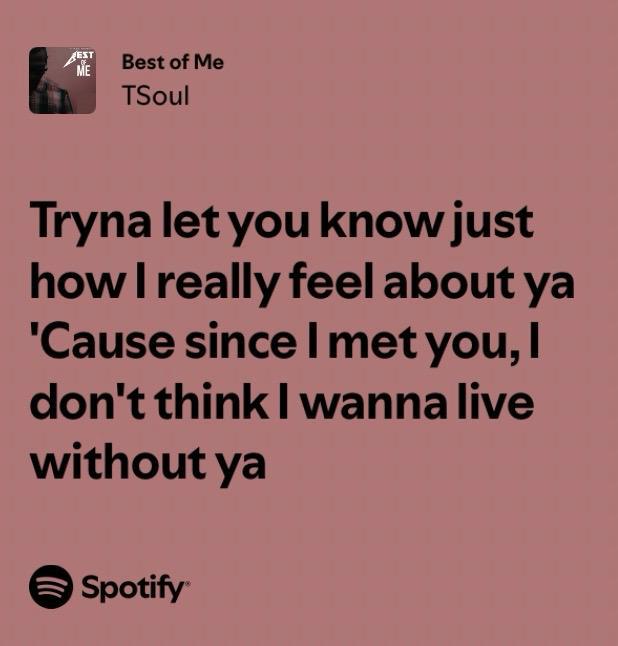 BEST
OF
ME
Best of Me
TSoul
Tryna let you know just
how I really feel about ya
'Cause since I met you, I
don't think I wanna live
without ya
Spotify®